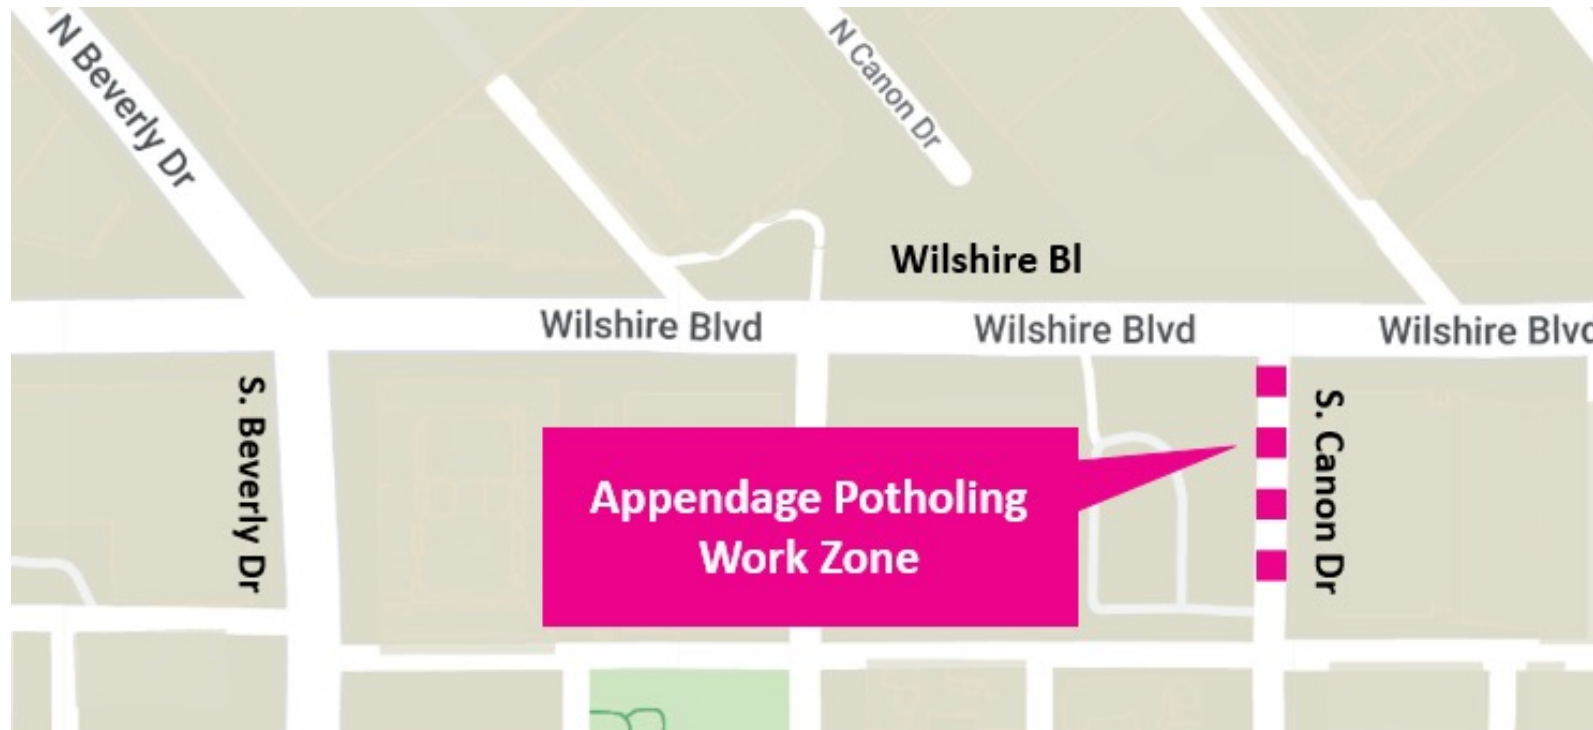 N Beverly Dr
N Canon Dr
Wilshire Bl
Wilshire Blvd
Wilshire Blvd
Wilshire Blvd
S. Beverly Dr
S. Canon Dr
Appendage Potholing
Work Zone